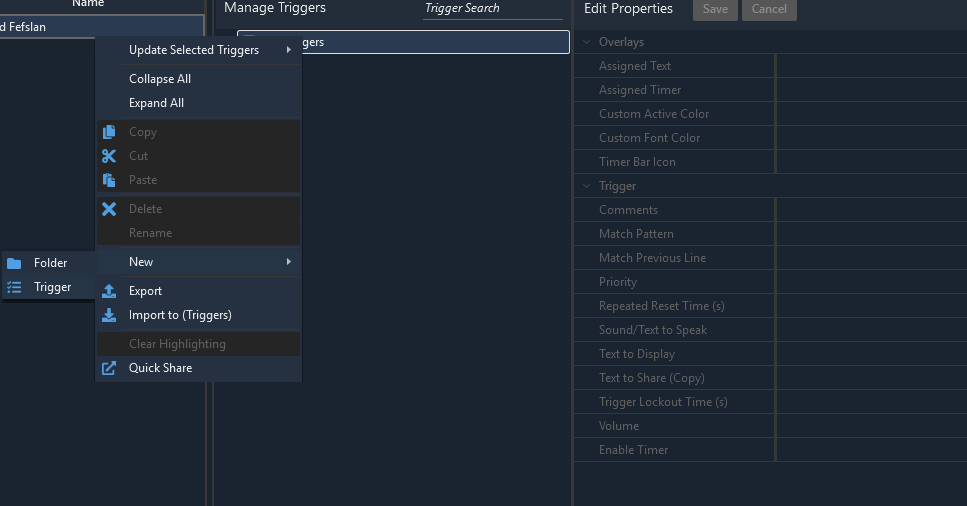 Name
d Fefslan
Manage Triggers
Trigger Search
ggers
Update Selected Triggers
Collapse All
Expand All
Copy
Cut
Paste
Delete
Rename
New
Folder
Trigger
Export
Import to (Triggers)
Clear Highlighting
Quick Share
Edit Properties
Save
Cancel
Overlays
Assigned Text
Assigned Timer
Custom Active Color
Custom Font Color
Timer Bar Icon
Trigger
Comments
Match Pattern
Match Previous Line
Priority
Repeated Reset Time (s)
Sound/Text to Speak
Text to Display
Text to Share (Copy)
Trigger Lockout Time (s)
Volume
Enable Timer